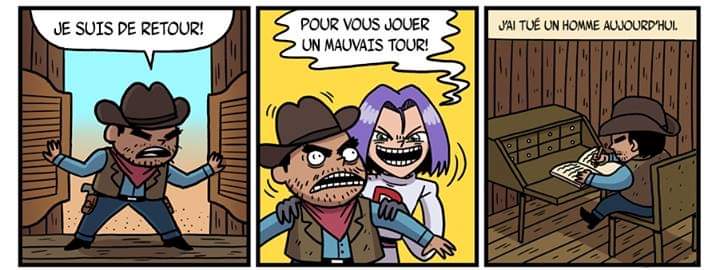 JE SUIS DE RETOUR!
POUR VOUS JOUER
UN MAUVAIS TOUR!
J'AI TUÉ UN HOMME AUJOURD'HUI.